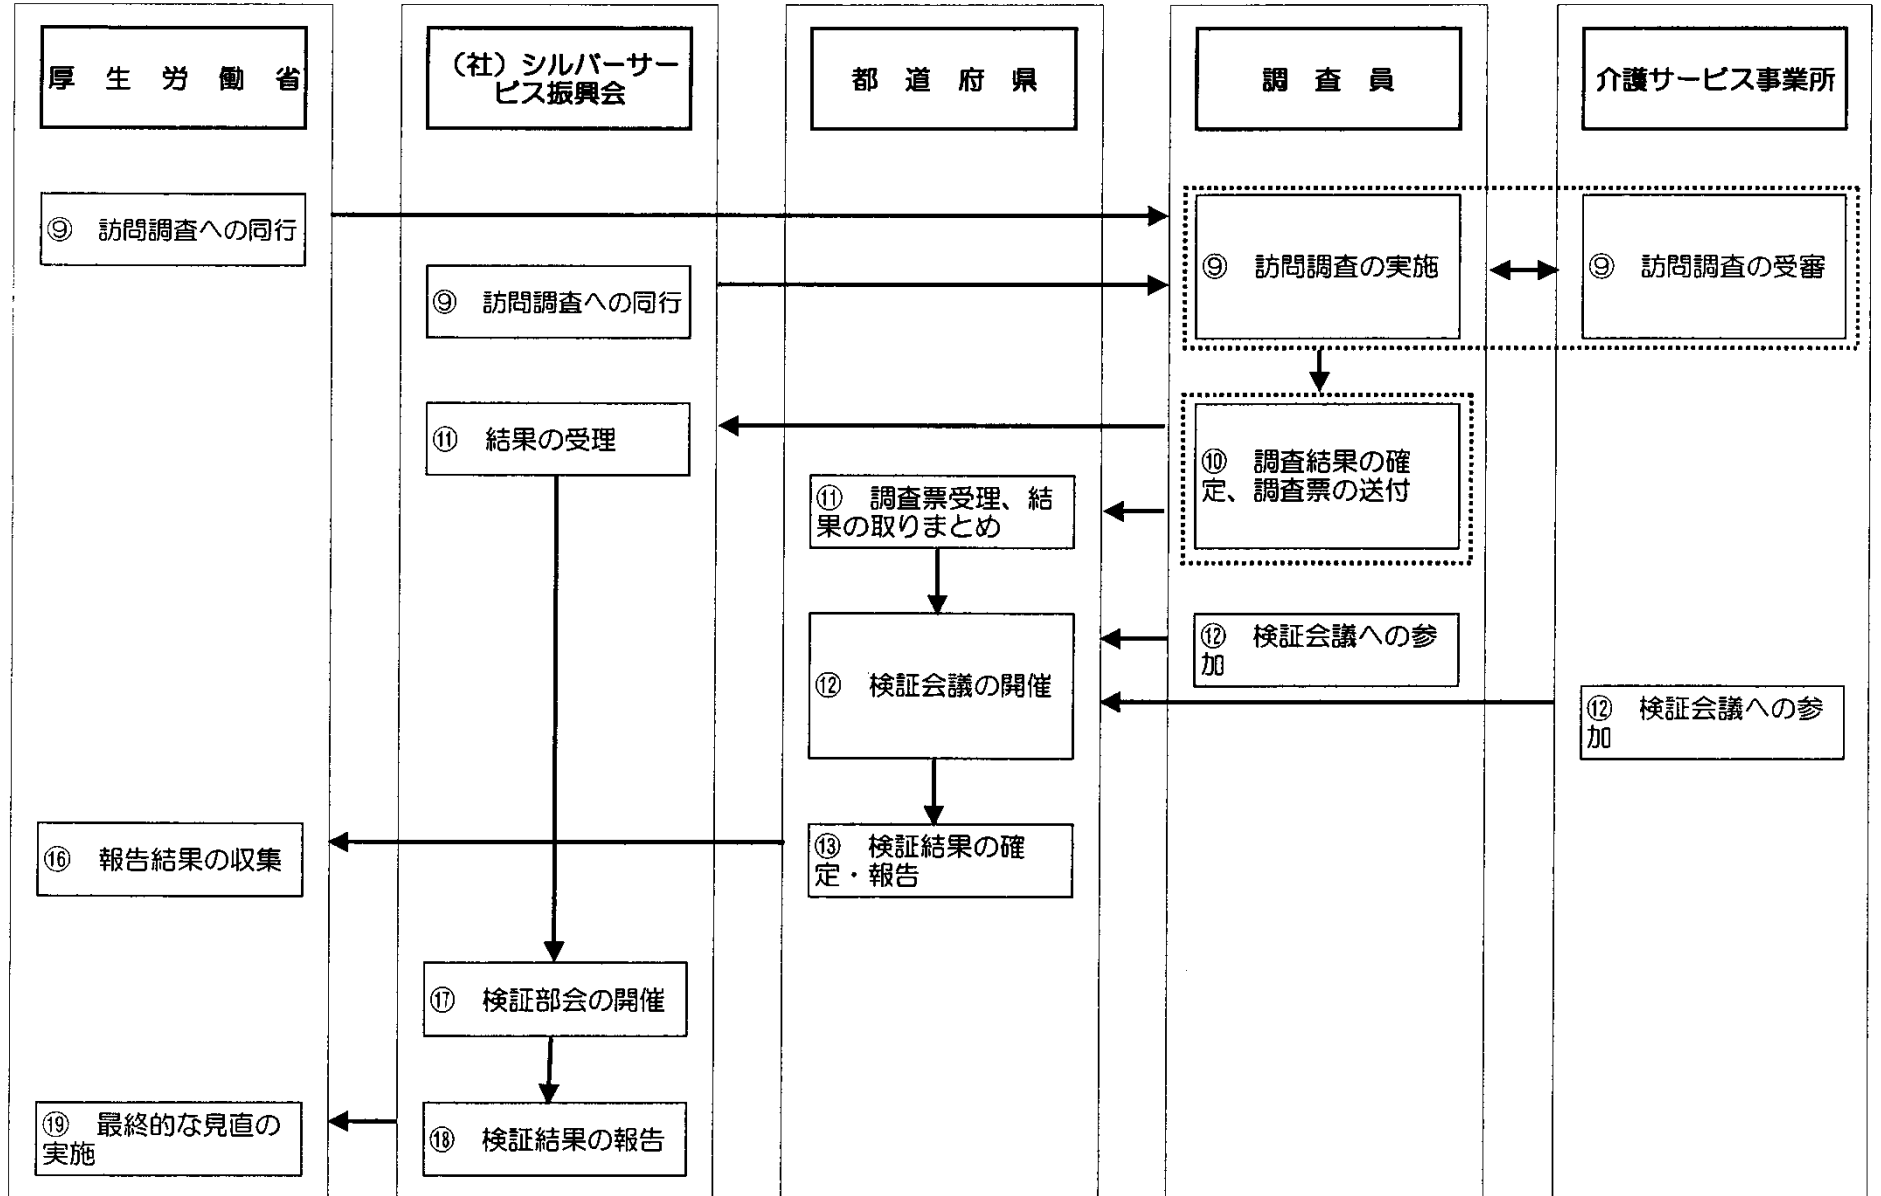 厚 生 労 働 省
（社）シルバーサー
ビス振興会
都 道 府 県
調 査 員
介護サービス事業所
⑨ 訪問調査への同行
⑨ 訪問調査への同行
⑨ 訪問調査の実施
⑨ 訪問調査の受審
⑪ 結果の受理
⑪ 調査票受理、結
果の取りまとめ
⑩ 調査結果の確
定、調査票の送付
⑫ 検証会議の開催
⑫ 検証会議への参
加
⑫ 検証会議への参
加
⑯ 報告結果の収集
⑬ 検証結果の確
定・報告
⑰ 検証部会の開催
⑲ 最終的な見直の
実施
⑱ 検証結果の報告